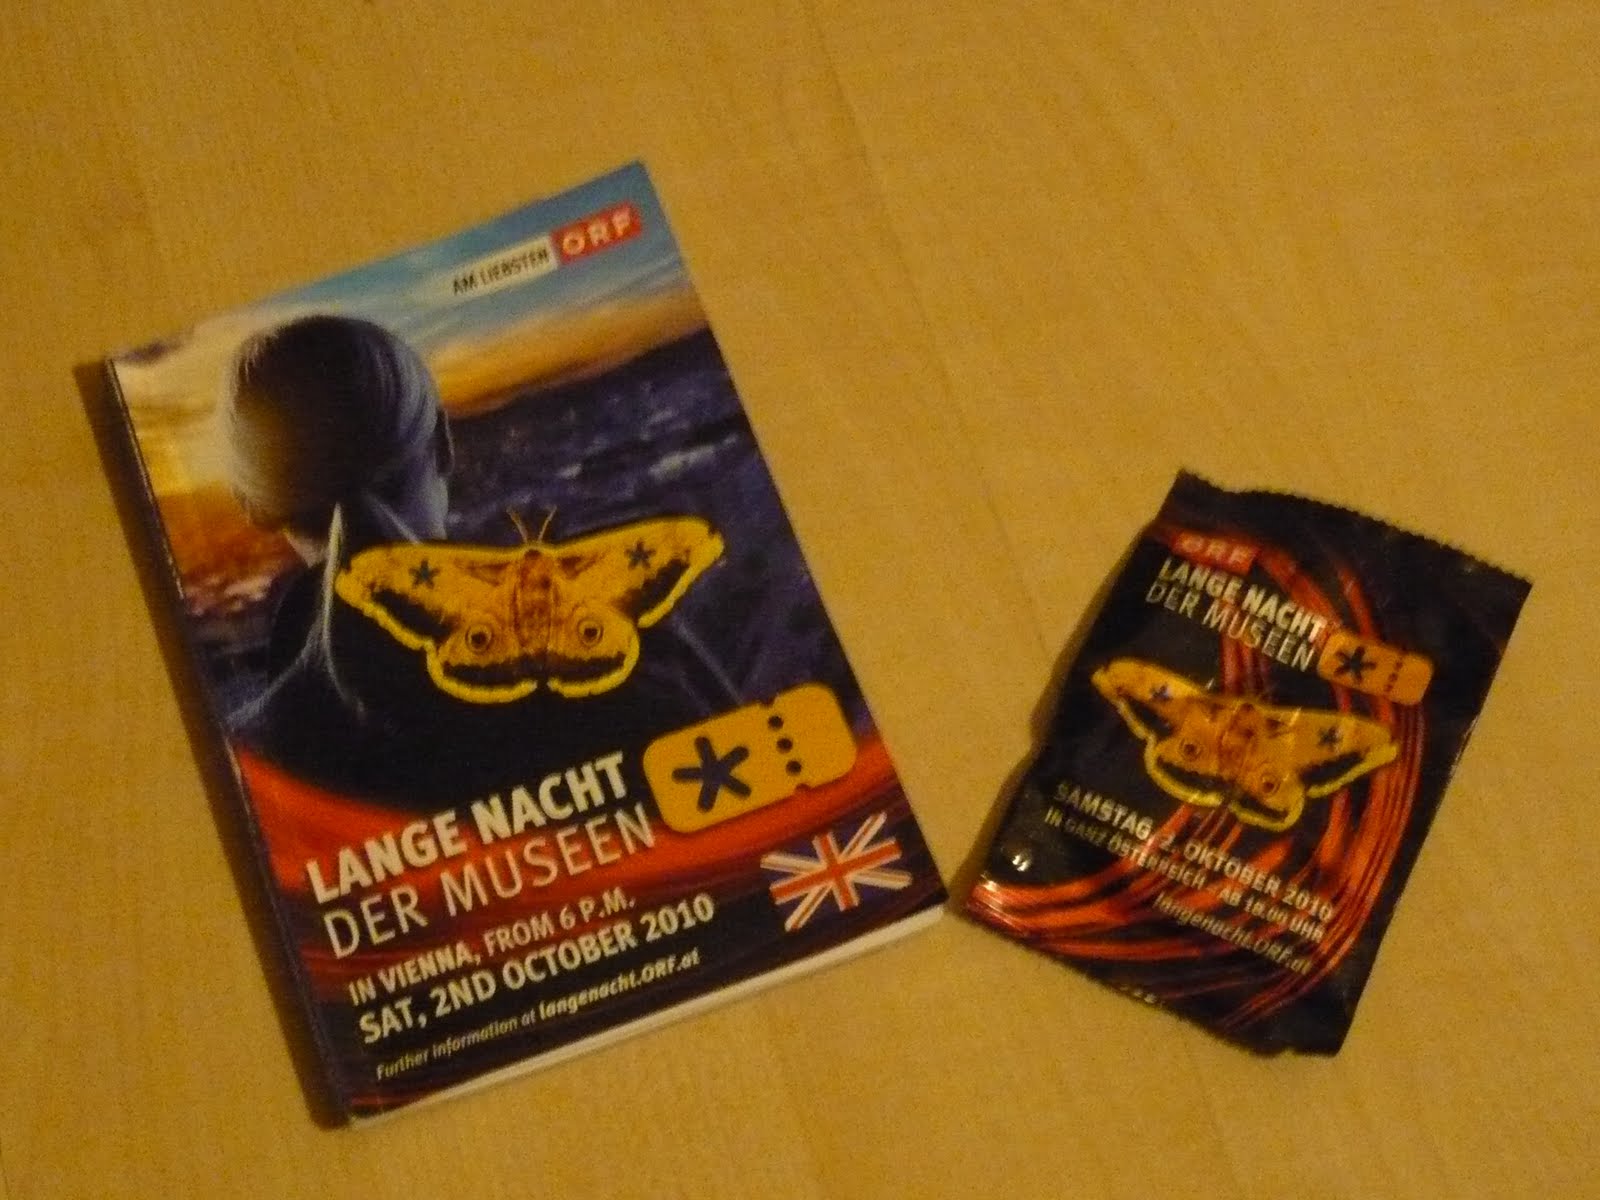 AM LIEBSTEN ORF
LANGE NACHT
DER MUSEEN
IN VIENNA, FROM 6 P.M.
SAT, 2ND OCTOBER 2010
Further information at langenacht.ORF.at
ORF
LANGE NACHT
DER MUSEEN
SAMSTAG, 2. OKTOBER 2010
IN GANZ ÖSTERREICH - AB 18.00 UHR
langenacht.ORF.at